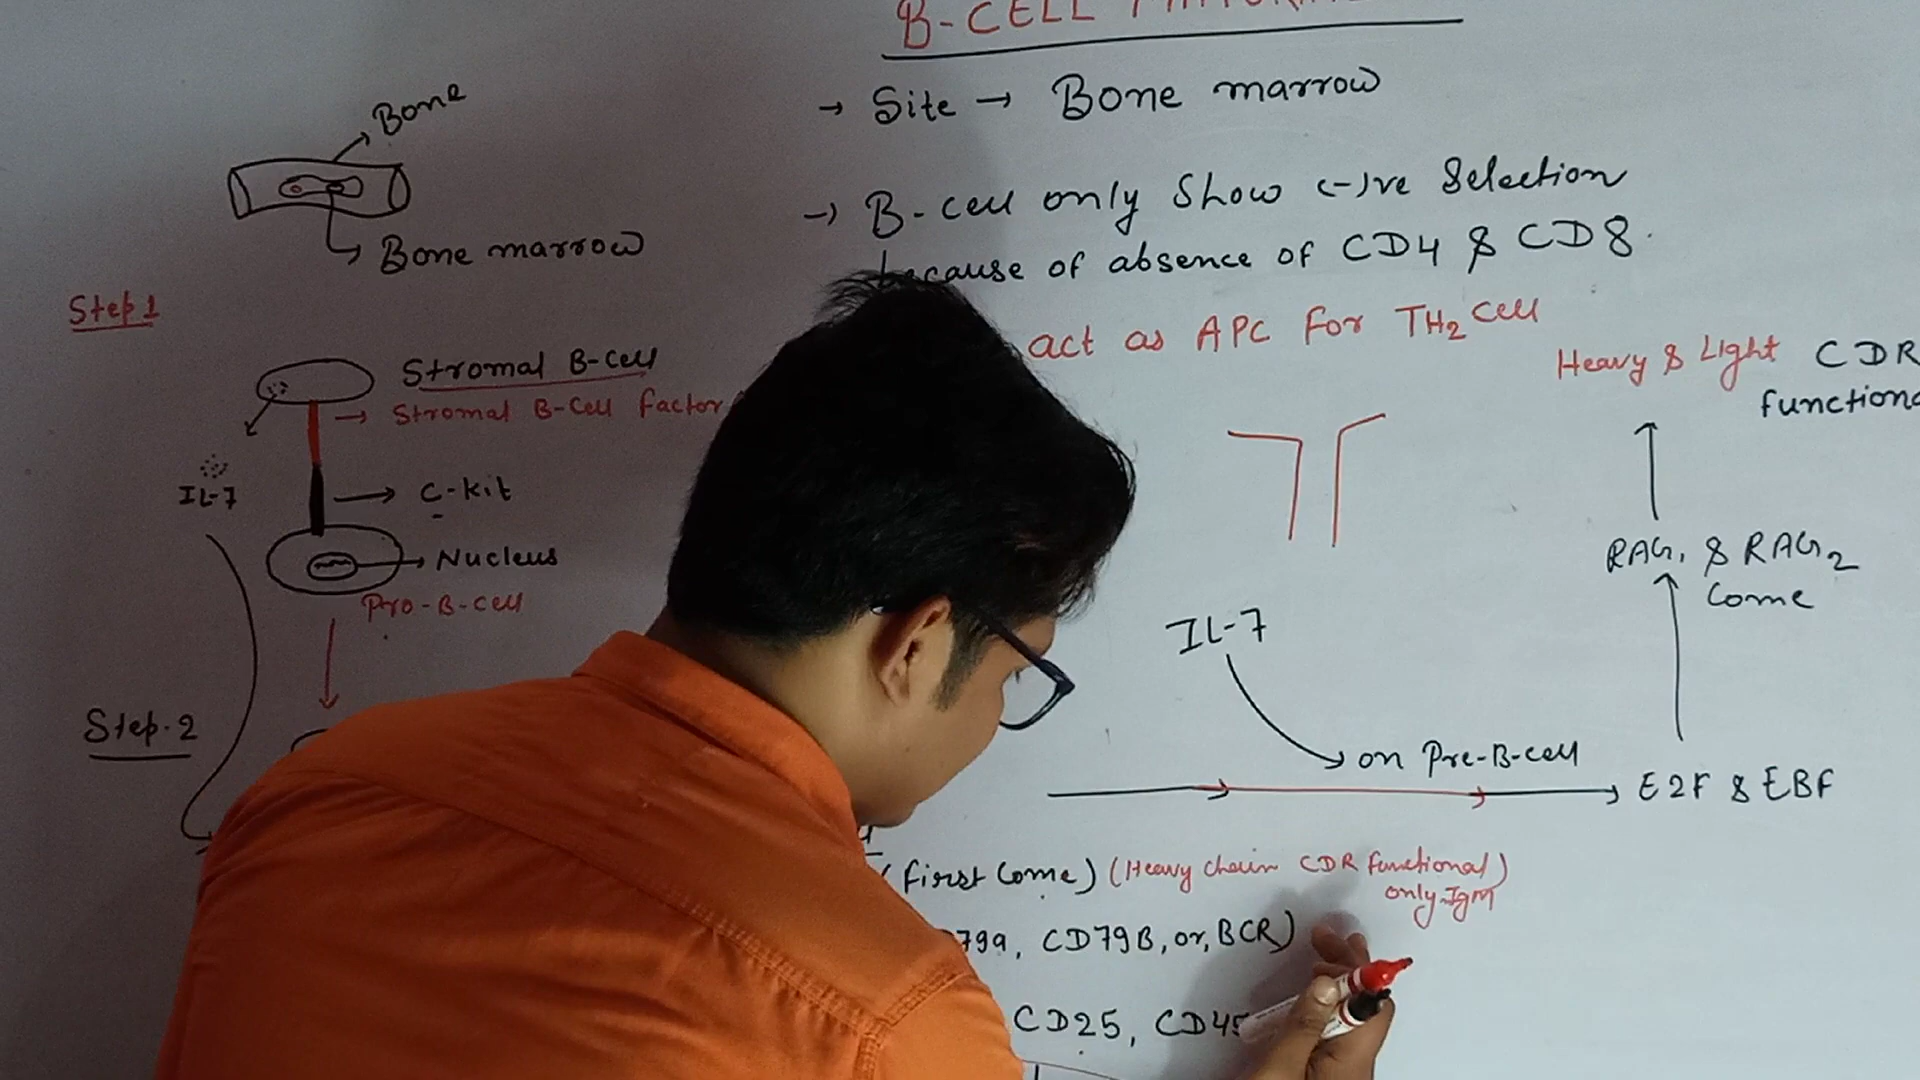 B-CELL
→ Site → Bone marrow
→ B-cell only Show (-)ve Selection
because of absence of CD4 & CD8.
act as APC For TH2 cell
Bone
Bone marrow
Step 1
Stromal B-Cell
→ Stromal B-Cell factor
IL-7
C-Kit
Nucleus
Pro-B-cell
Step-2
Heavy & Light CDR
functiona
RAG1 & RAG2
Come
IL-7
on Pre-B-cell
E2F & EBF
(first Come) (Heavy chain CDR functional)
only IgM
79a, CD79B, or, BCR)
CD25, CD45